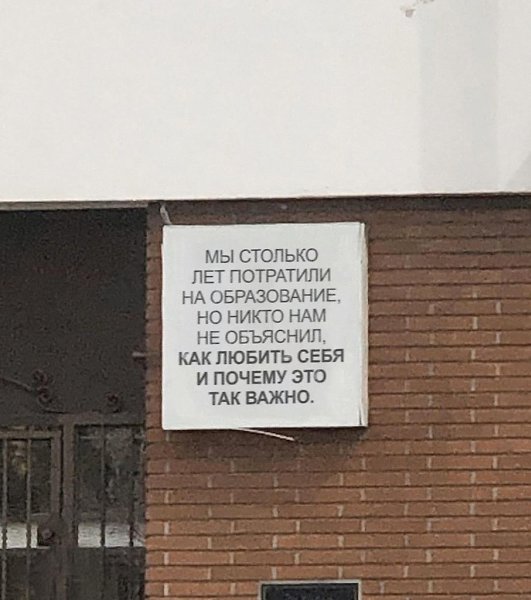 МЫ СТОЛЬКО
ЛЕТ ПОТРАТИЛИ
НА ОБРАЗОВАНИЕ,
НО НИКТО НАМ
НЕ ОБЪЯСНИЛ,
КАК ЛЮБИТЬ СЕБЯ
И ПОЧЕМУ ЭТО
ТАК ВАЖНО.